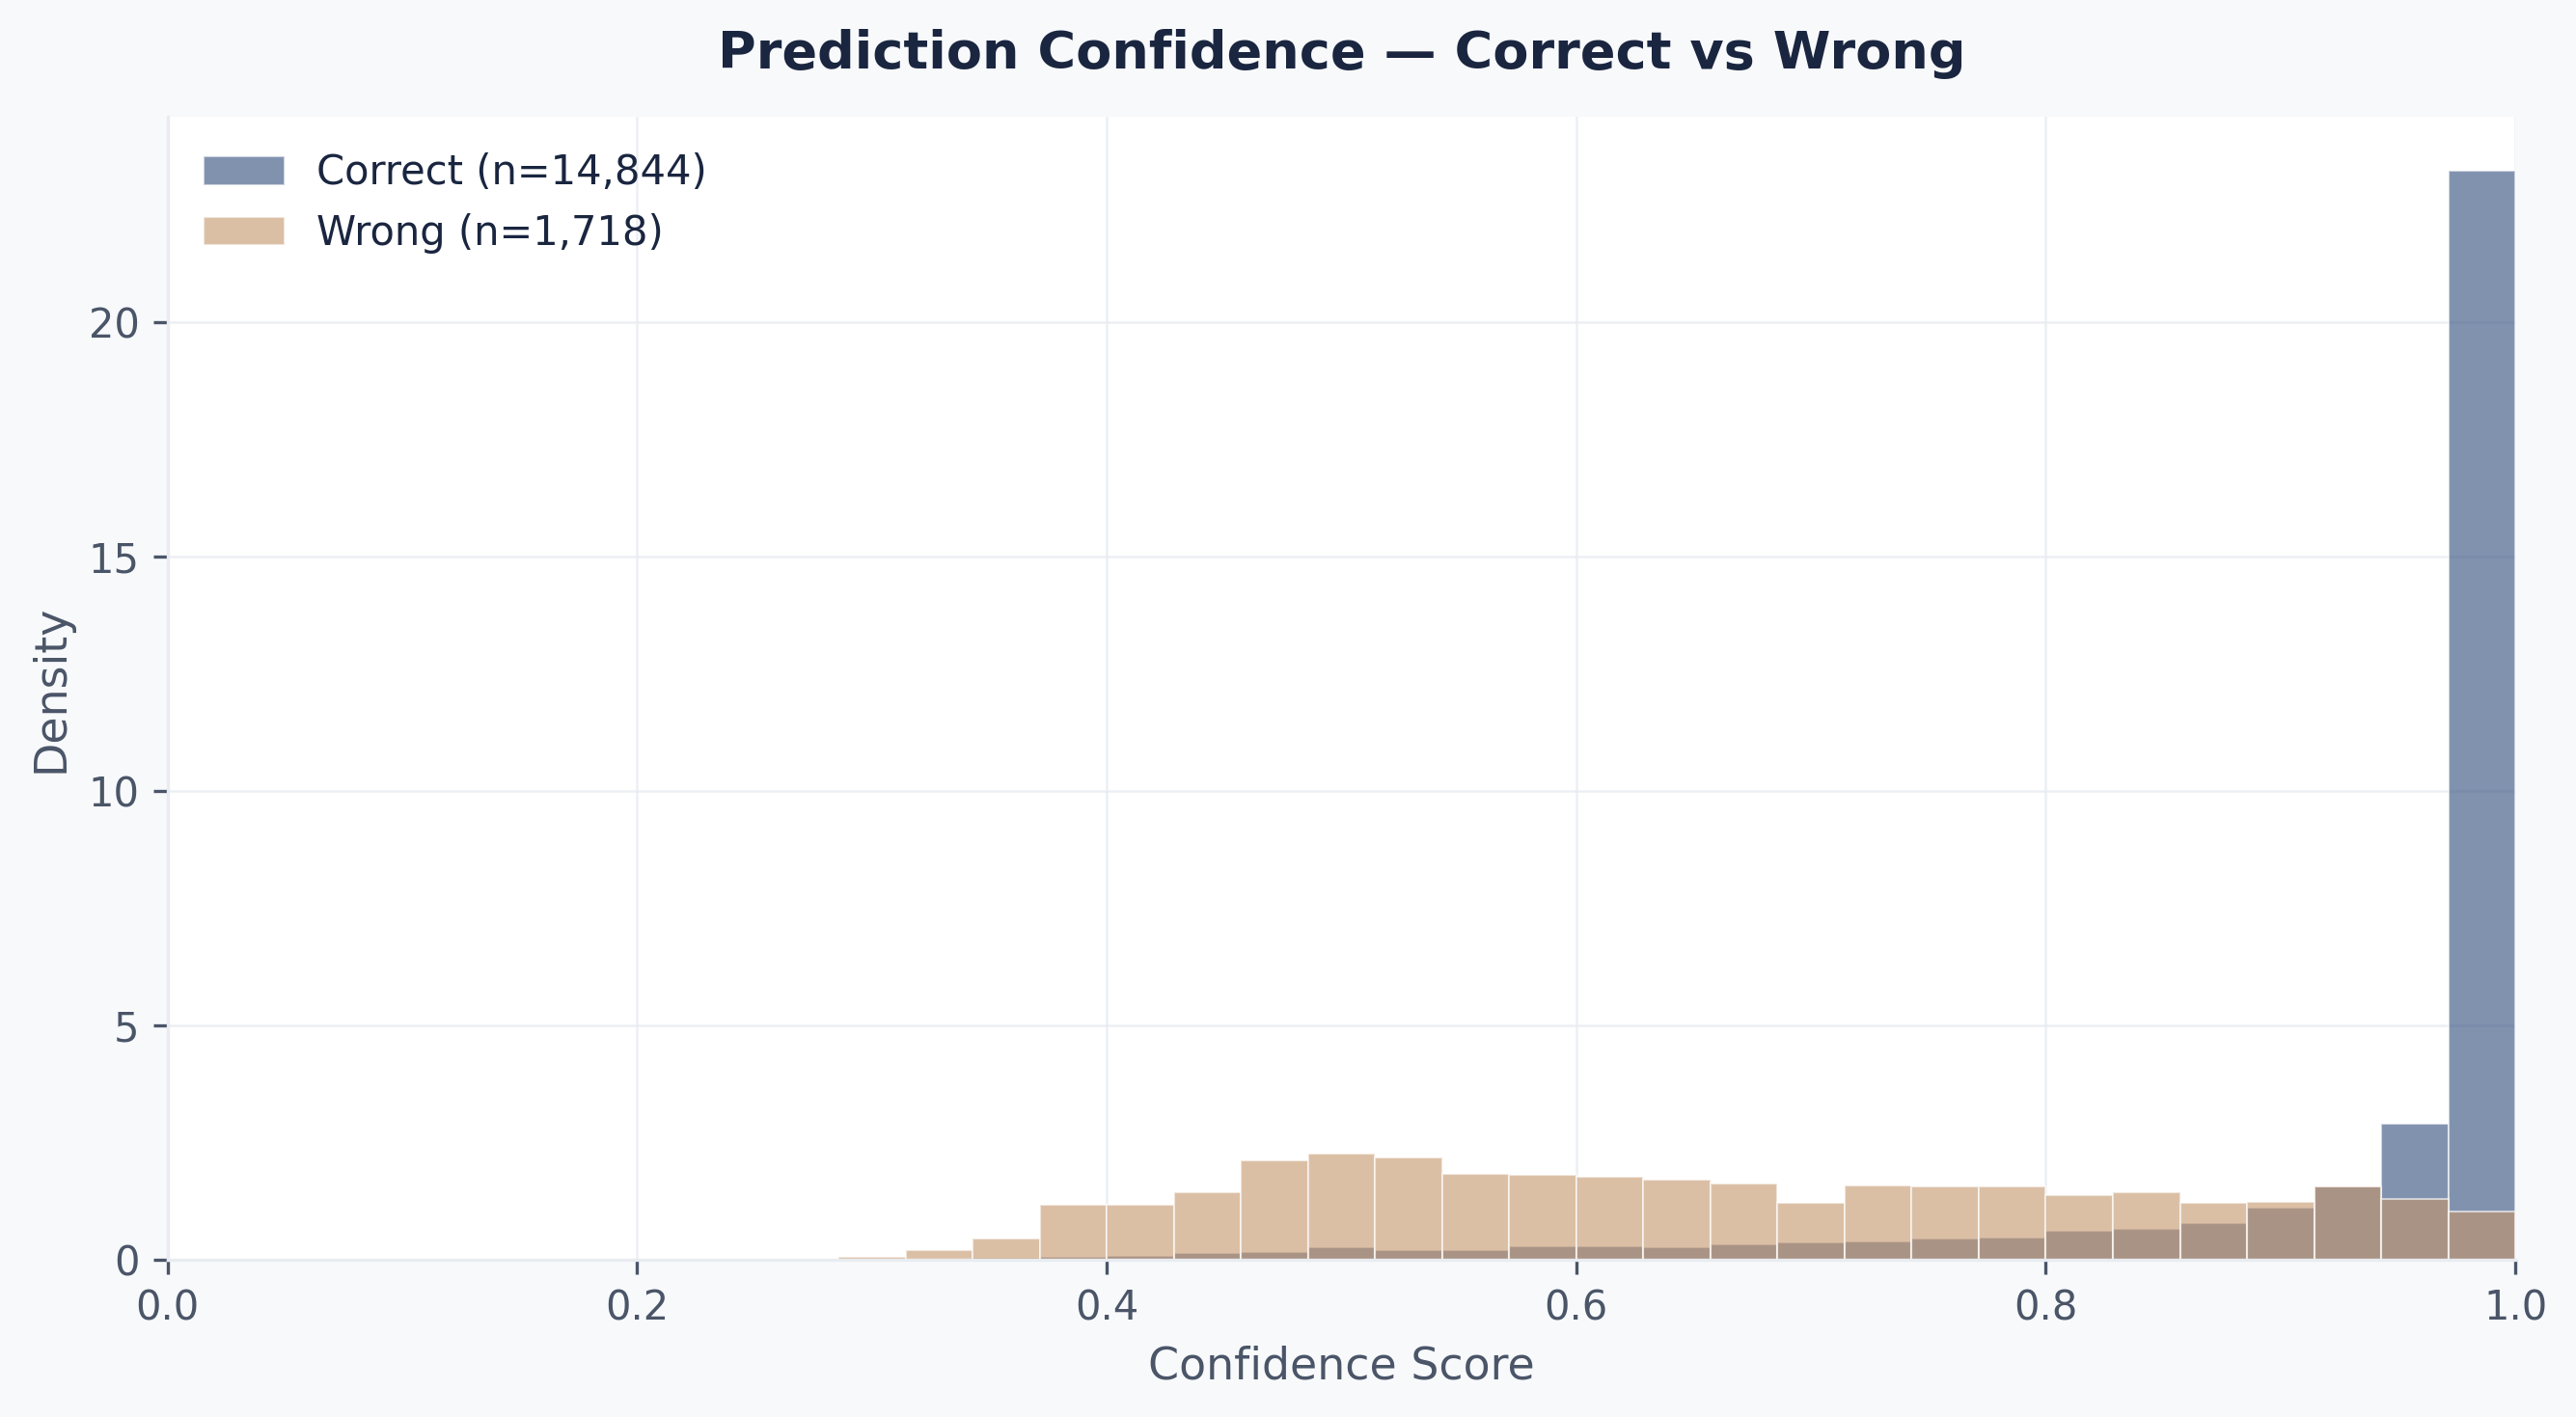 Prediction Confidence — Correct vs Wrong
Correct (n=14,844)
Wrong (n=1,718)
Density
20
15
10
5
0
0.0 0.2 0.4 0.6 0.8 1.0
Confidence Score